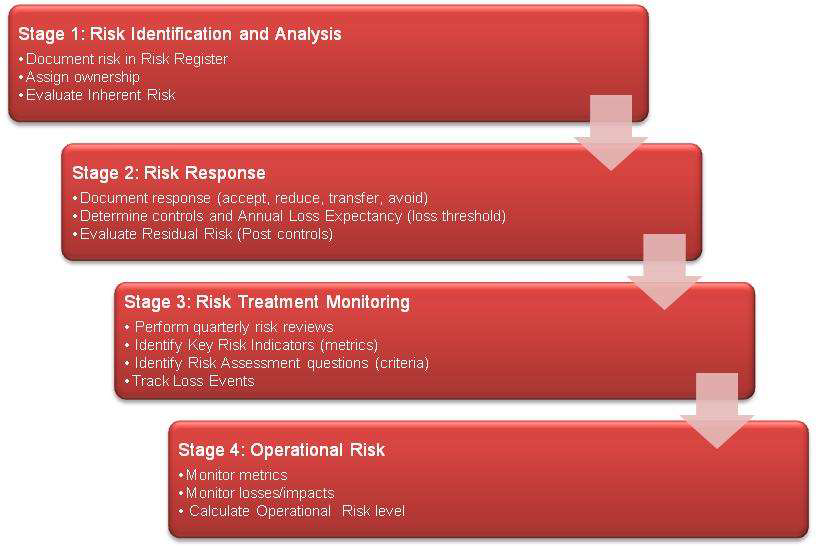 Stage 1: Risk Identification and Analysis
•Document risk in Risk Register
•Assign ownership
•Evaluate Inherent Risk
Stage 2: Risk Response
•Document response (accept, reduce, transfer, avoid)
•Determine controls and Annual Loss Expectancy (loss threshold)
•Evaluate Residual Risk (Post controls)
Stage 3: Risk Treatment Monitoring
• Perform quarterly risk reviews
• Identify Key Risk Indicators (metrics)
• Identify Risk Assessment questions (criteria)
•Track Loss Events
Stage 4: Operational Risk
•Monitor metrics
•Monitor losses/impacts
• Calculate Operational Risk level